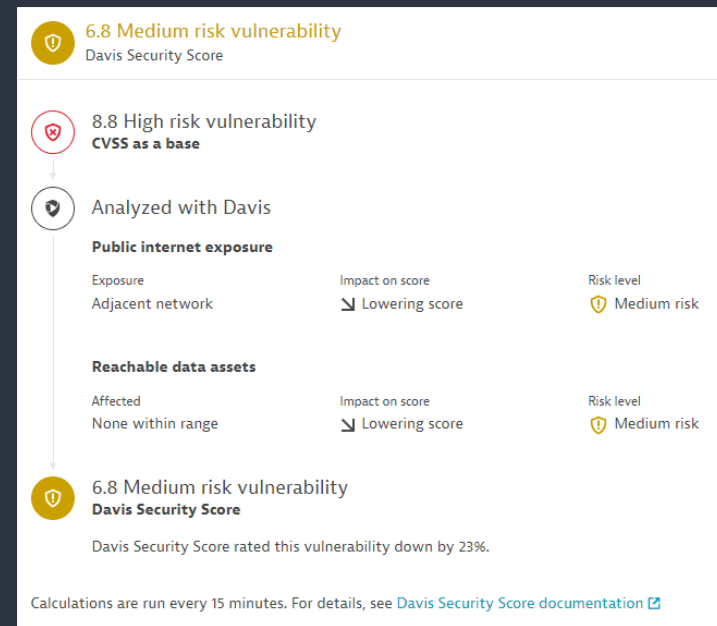 6.8 Medium risk vulnerability
Davis Security Score
8.8 High risk vulnerability
CVSS as a base
Analyzed with Davis
Public internet exposure
Exposure Impact on score Risk level
Adjacent network Lowering score Medium risk
Reachable data assets
Affected Impact on score Risk level
None within range Lowering score Medium risk
6.8 Medium risk vulnerability
Davis Security Score
Davis Security Score rated this vulnerability down by 23%.
Calculations are run every 15 minutes. For details, see Davis Security Score documentation